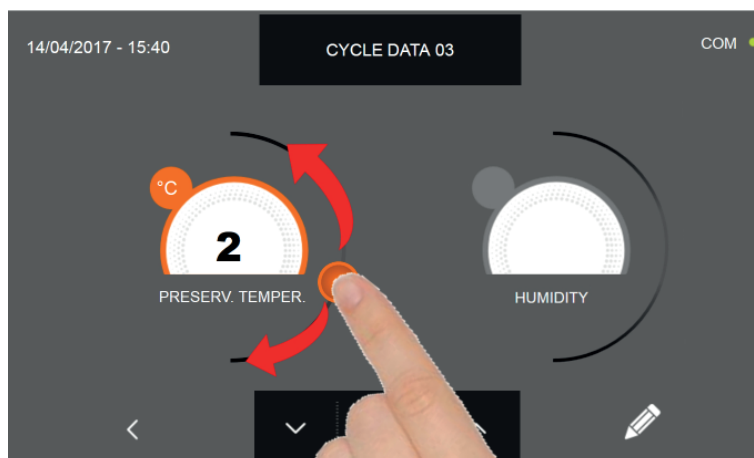 14/04/2017 - 15:40
CYCLE DATA 03
COM
°C
2
PRESERV. TEMPER.
HUMIDITY